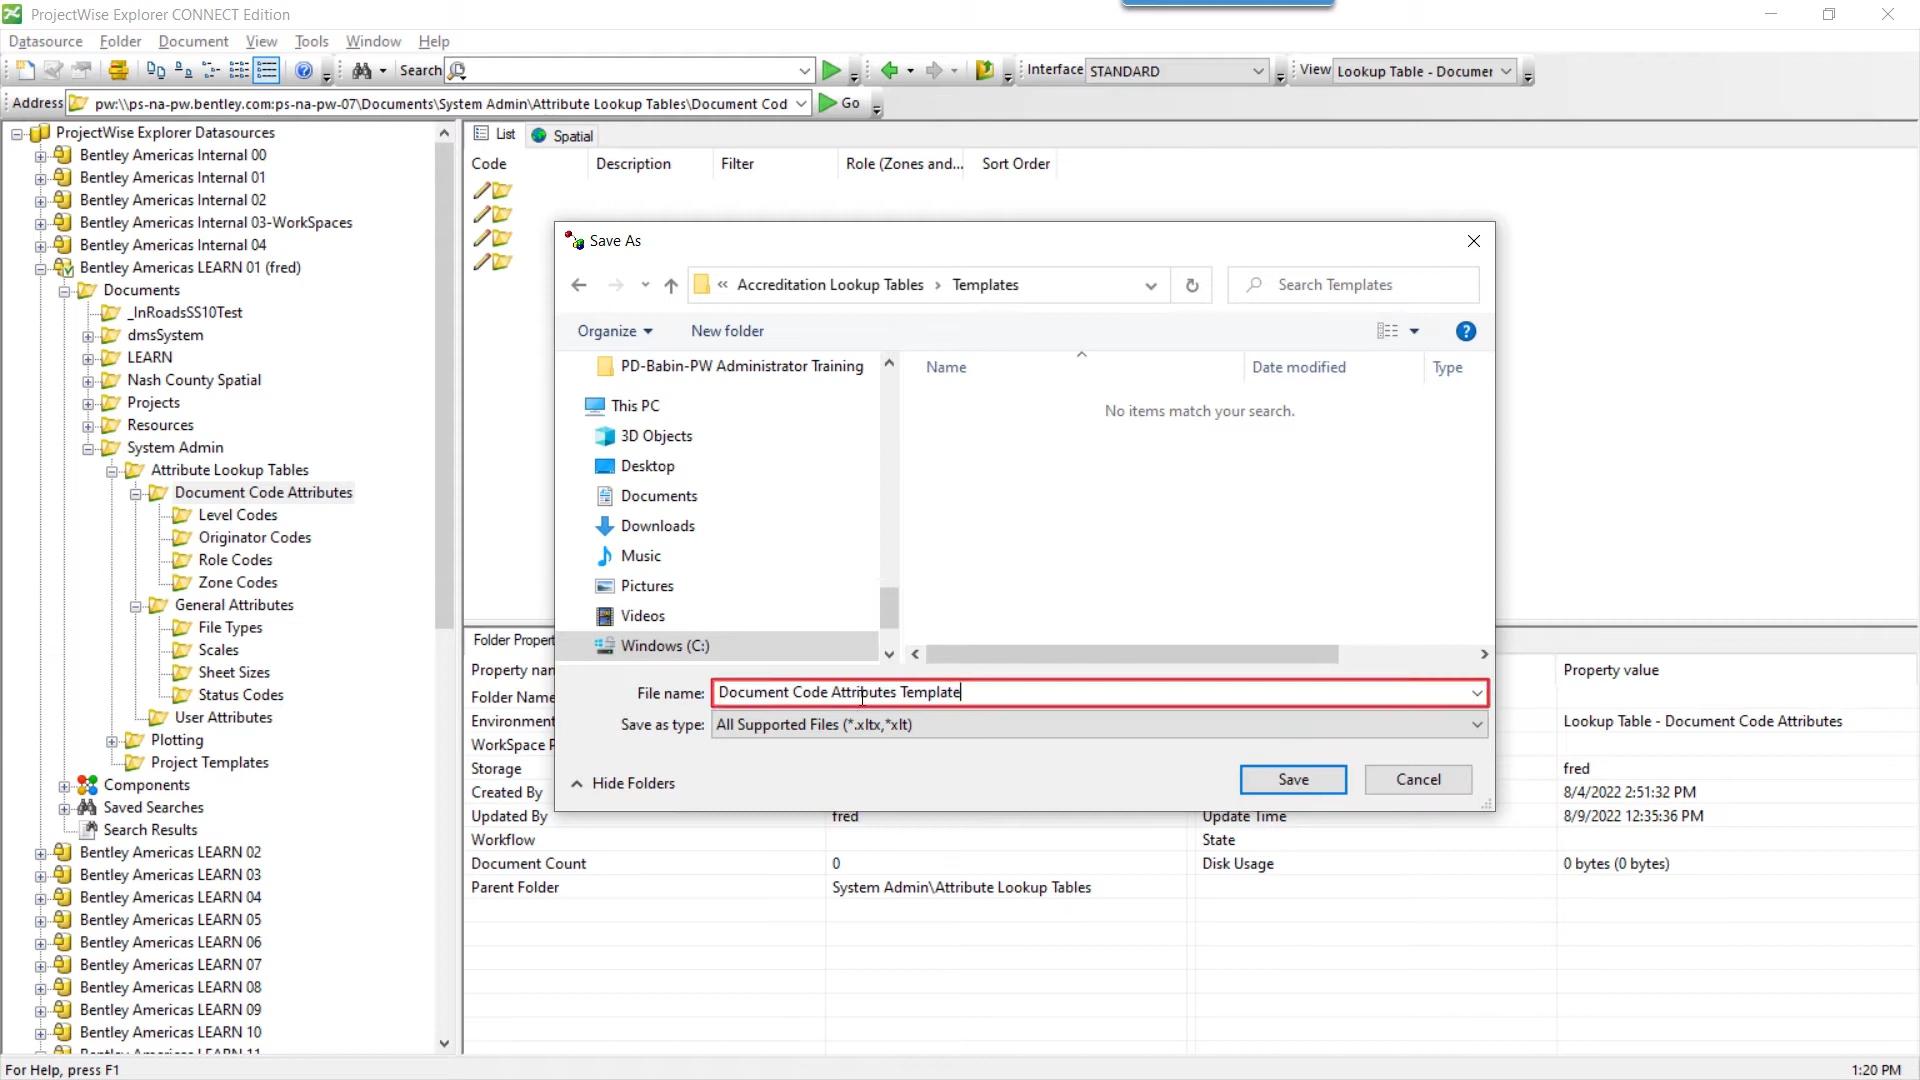 ProjectWise Explorer CONNECT Edition
Datasource Folder Document View Tools Window Help
Search Interface STANDARD View Lookup Table - Documer
Address pw:\\ps-na-pw.bentley.com:ps-na-pw-07\Documents\System Admin\Attribute Lookup Tables\Document Cod Go
ProjectWise Explorer Datasources
Bentley Americas Internal 00
Bentley Americas Internal 01
Bentley Americas Internal 02
Bentley Americas Internal 03-WorkSpaces
Bentley Americas Internal 04
Bentley Americas LEARN 01 (fred)
Documents
_InRoadsSS10Test
dmsSystem
LEARN
Nash County Spatial
Projects
Resources
System Admin
Attribute Lookup Tables
Document Code Attributes
Level Codes
Originator Codes
Role Codes
Zone Codes
General Attributes
File Types
Scales
Sheet Sizes
Status Codes
User Attributes
Plotting
Project Templates
Components
Saved Searches
Search Results
Bentley Americas LEARN 02
Bentley Americas LEARN 03
Bentley Americas LEARN 04
Bentley Americas LEARN 05
Bentley Americas LEARN 06
Bentley Americas LEARN 07
Bentley Americas LEARN 08
Bentley Americas LEARN 09
Bentley Americas LEARN 10
Bentley Americas LEARN 11
List Spatial
Code Description Filter Role (Zones and... Sort Order
Save As
« Accreditation Lookup Tables › Templates
Search Templates
Organize New folder
PD-Babin-PW Administrator Training
This PC
3D Objects
Desktop
Documents
Downloads
Music
Pictures
Videos
Windows (C:)
Name Date modified Type
No items match your search.
File name: Document Code Attributes Template
Save as type: All Supported Files (*.xltx,*xlt)
Hide Folders Save Cancel
Folder Propert
Property nan Property value
Folder Name
Environment Lookup Table - Document Code Attributes
WorkSpace P
Storage fred
Created By 8/4/2022 2:51:32 PM
Updated By fred Update Time 8/9/2022 12:35:36 PM
Workflow State
Document Count 0 Disk Usage 0 bytes (0 bytes)
Parent Folder System Admin\Attribute Lookup Tables
For Help, press F1 1:20 PM